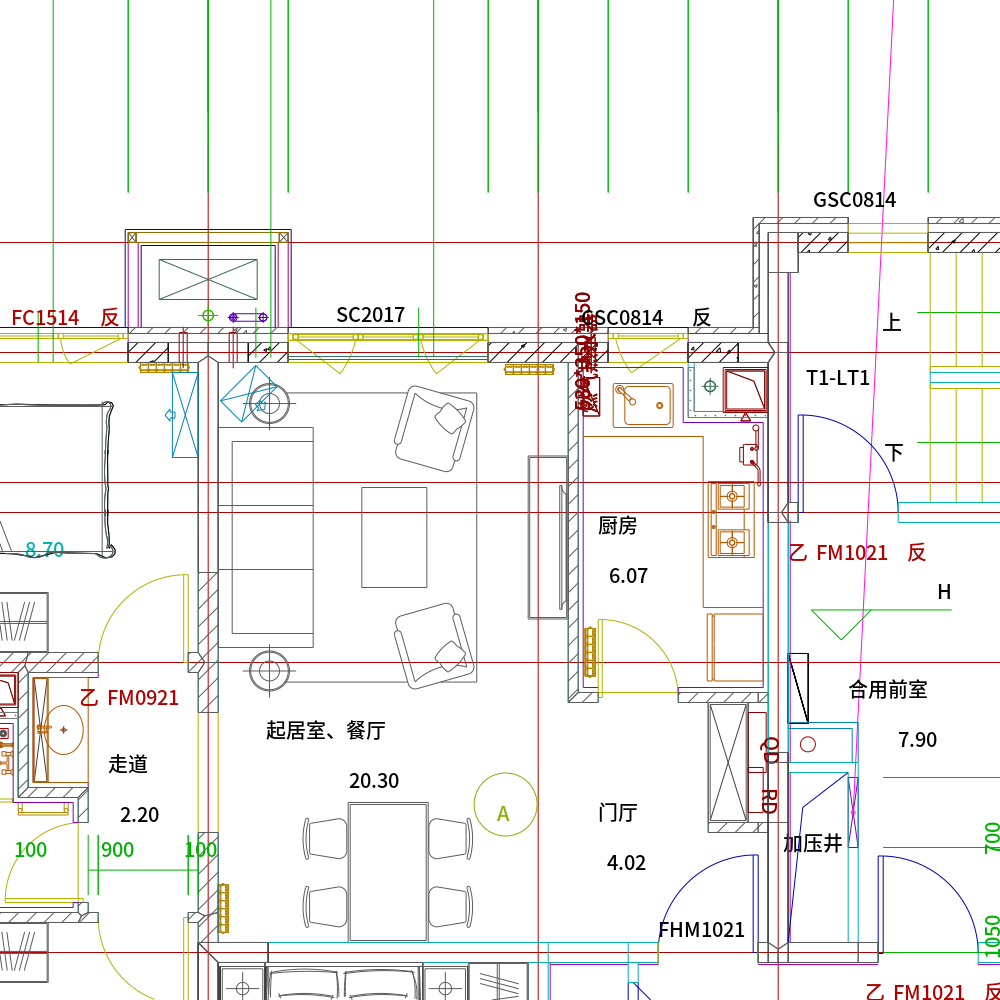 GSC0814
FC1514 反
SC2017
GSC0814 反
上
T1-LT1
下
厨房
6.07
乙 FM1021 反
8.70
H
合用前室
7.90
乙 FM0921
起居室、餐厅
20.30
走道
2.20
QD
RD
A
门厅
4.02
加压井
100
900
100
700
FHM1021
1050
乙 FM1021 反